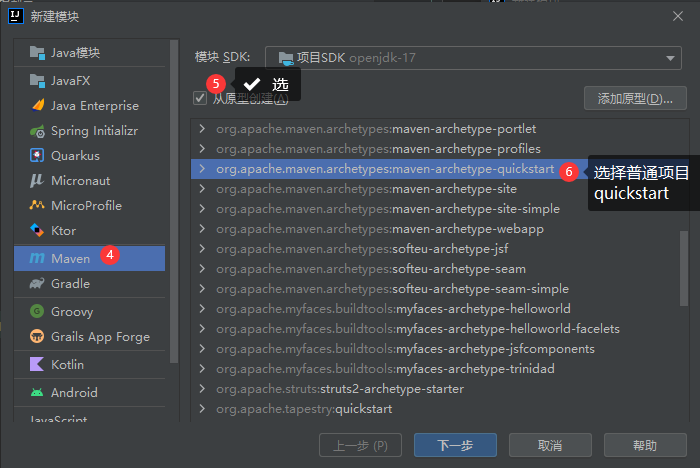 新建模块
Java模块
JavaFX
Java Enterprise
Spring Initializr
Quarkus
Micronaut
MicroProfile
Ktor
Maven
4
Gradle
Groovy
Grails App Forge
Kotlin
Android
JavaScript
模块 SDK:
项目SDK openjdk-17
5
选
从原型创建(A)
添加原型(D)...
org.apache.maven.archetypes:maven-archetype-portlet
org.apache.maven.archetypes:maven-archetype-profiles
org.apache.maven.archetypes:maven-archetype-quickstart
6
选择普通项目
quickstart
org.apache.maven.archetypes:maven-archetype-site
org.apache.maven.archetypes:maven-archetype-site-simple
org.apache.maven.archetypes:maven-archetype-webapp
org.apache.maven.archetypes:softeu-archetype-jsf
org.apache.maven.archetypes:softeu-archetype-seam
org.apache.maven.archetypes:softeu-archetype-seam-simple
org.apache.myfaces.buildtools:myfaces-archetype-helloworld
org.apache.myfaces.buildtools:myfaces-archetype-helloworld-facelets
org.apache.myfaces.buildtools:myfaces-archetype-jsfcomponents
org.apache.myfaces.buildtools:myfaces-archetype-trinidad
org.apache.struts:struts2-archetype-starter
org.apache.tapestry:quickstart
上一步 (P)
下一步
取消
帮助